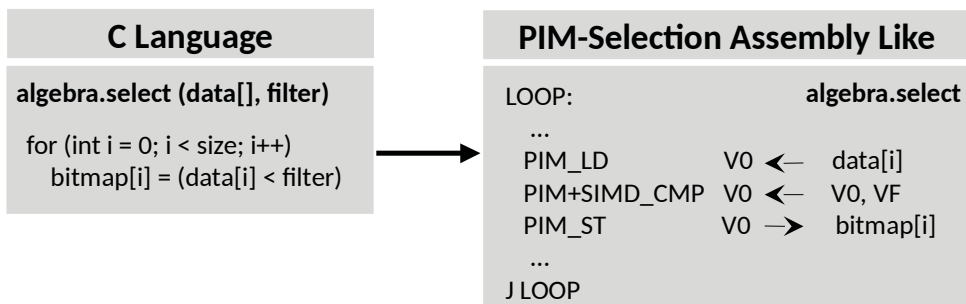 C Language
algebra.select (data[], filter)
for (int i = 0; i < size; i++)
bitmap[i] = (data[i] < filter)
PIM-Selection Assembly Like
LOOP: algebra.select
...
PIM_LD V0 data[i]
PIM+SIMD_CMP V0 V0, VF
PIM_ST V0 bitmap[i]
...
J LOOP